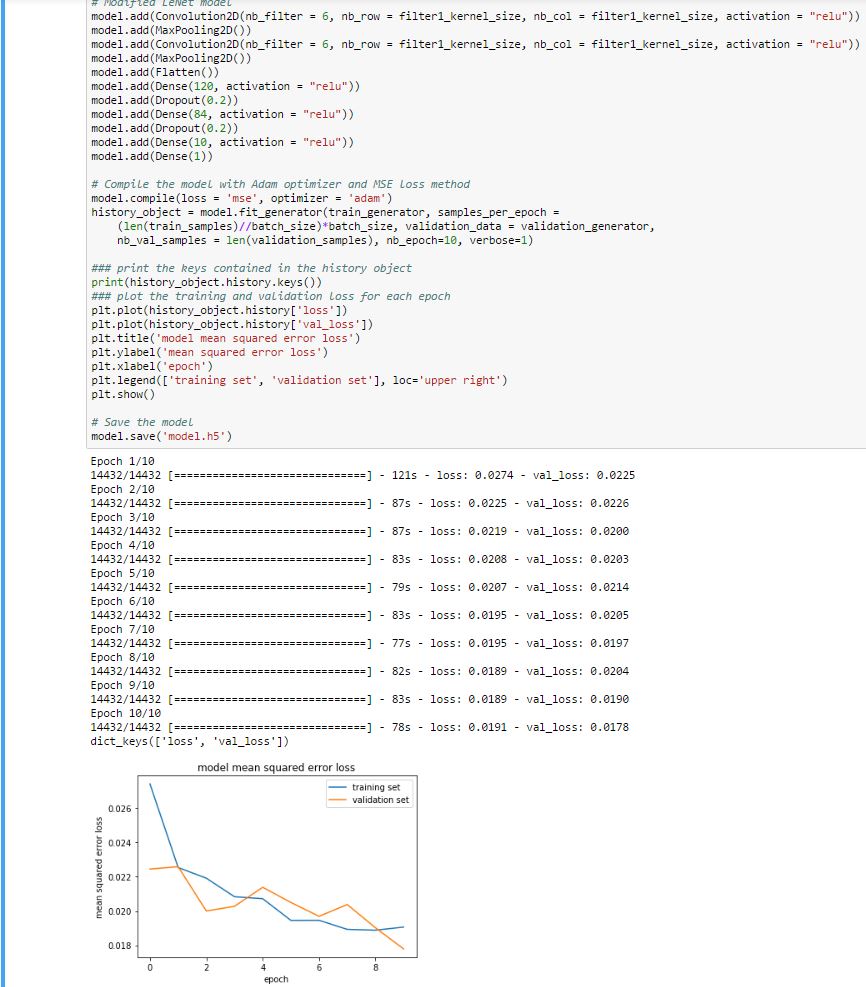 # Modified LeNet model
model.add(Convolution2D(nb_filter = 6, nb_row = filter1_kernel_size, nb_col = filter1_kernel_size, activation = "relu"))
model.add(MaxPooling2D())
model.add(Convolution2D(nb_filter = 6, nb_row = filter1_kernel_size, nb_col = filter1_kernel_size, activation = "relu"))
model.add(MaxPooling2D())
model.add(Flatten())
model.add(Dense(120, activation = "relu"))
model.add(Dropout(0.2))
model.add(Dense(84, activation = "relu"))
model.add(Dropout(0.2))
model.add(Dense(10, activation = "relu"))
model.add(Dense(1))

# Compile the model with Adam optimizer and MSE loss method
model.compile(loss = 'mse', optimizer = 'adam')
history_object = model.fit_generator(train_generator, samples_per_epoch =
    (len(train_samples)//batch_size)*batch_size, validation_data = validation_generator,
    nb_val_samples = len(validation_samples), nb_epoch=10, verbose=1)

### print the keys contained in the history object
print(history_object.history.keys())
### plot the training and validation loss for each epoch
plt.plot(history_object.history['loss'])
plt.plot(history_object.history['val_loss'])
plt.title('model mean squared error loss')
plt.ylabel('mean squared error loss')
plt.xlabel('epoch')
plt.legend(['training set', 'validation set'], loc='upper right')
plt.show()

# Save the model
model.save('model.h5')
Epoch 1/10
14432/14432 [==============================] - 121s - loss: 0.0274 - val_loss: 0.0225
Epoch 2/10
14432/14432 [==============================] - 87s - loss: 0.0225 - val_loss: 0.0226
Epoch 3/10
14432/14432 [==============================] - 87s - loss: 0.0219 - val_loss: 0.0200
Epoch 4/10
14432/14432 [==============================] - 83s - loss: 0.0208 - val_loss: 0.0203
Epoch 5/10
14432/14432 [==============================] - 79s - loss: 0.0207 - val_loss: 0.0214
Epoch 6/10
14432/14432 [==============================] - 83s - loss: 0.0195 - val_loss: 0.0205
Epoch 7/10
14432/14432 [==============================] - 77s - loss: 0.0195 - val_loss: 0.0197
Epoch 8/10
14432/14432 [==============================] - 82s - loss: 0.0189 - val_loss: 0.0204
Epoch 9/10
14432/14432 [==============================] - 83s - loss: 0.0189 - val_loss: 0.0190
Epoch 10/10
14432/14432 [==============================] - 78s - loss: 0.0191 - val_loss: 0.0178
dict_keys(['loss', 'val_loss'])
model mean squared error loss
training set
validation set
mean squared error loss
0.026
0.024
0.022
0.020
0.018
0 2 4 6 8
epoch